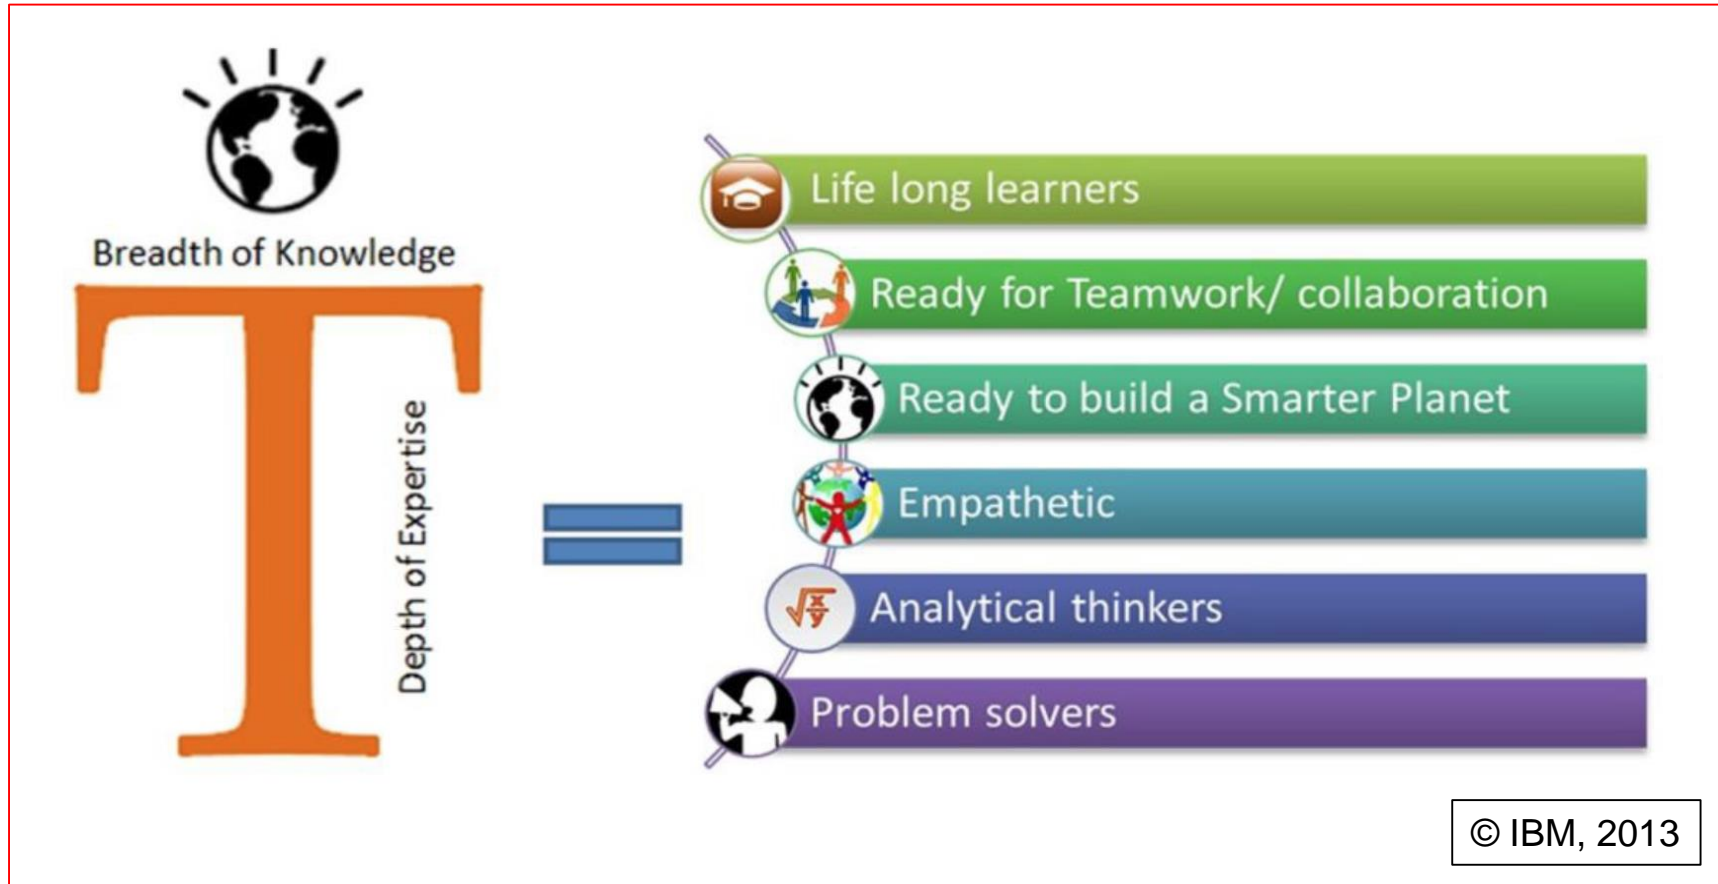 Breadth of Knowledge
T
Depth of Expertise
Life long learners
Ready for Teamwork/ collaboration
Ready to build a Smarter Planet
Empathetic
√x/y
Analytical thinkers
Problem solvers
© IBM, 2013